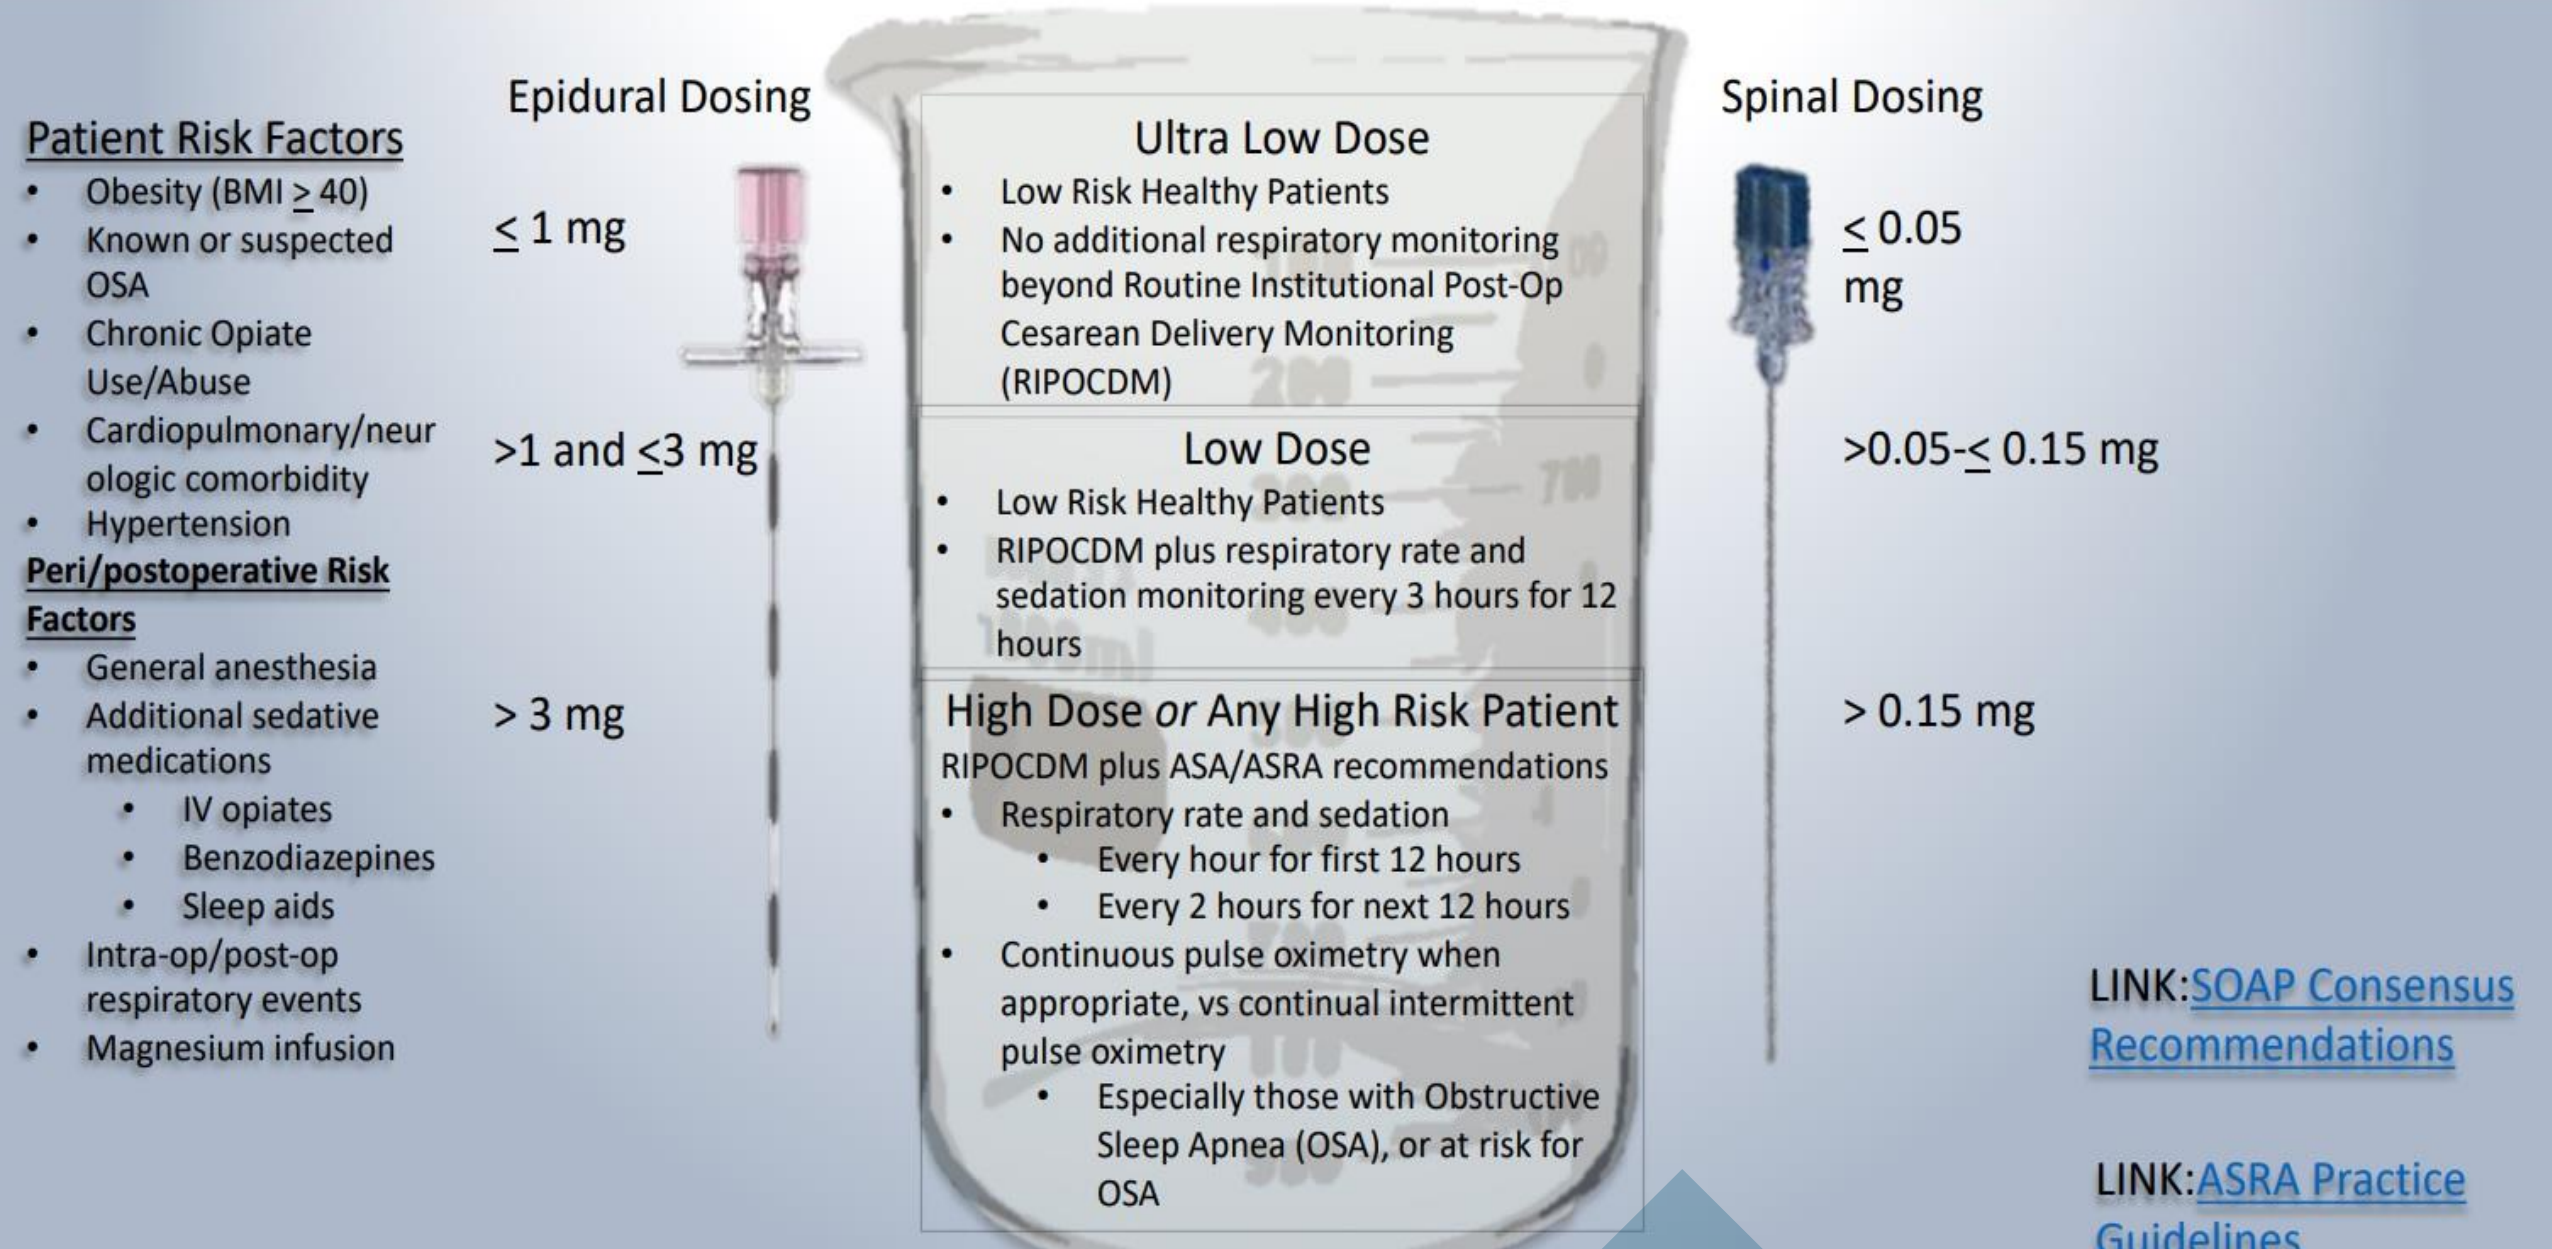 Epidural Dosing
Patient Risk Factors
• Obesity (BMI ≥ 40)
• Known or suspected
OSA
• Chronic Opiate
Use/Abuse
• Cardiopulmonary/neur
ologic comorbidity
• Hypertension
Peri/postoperative Risk
Factors
• General anesthesia
• Additional sedative
medications
• IV opiates
• Benzodiazepines
• Sleep aids
• Intra-op/post-op
respiratory events
• Magnesium infusion
≤ 1 mg
>1 and ≤3 mg
> 3 mg
Ultra Low Dose
• Low Risk Healthy Patients
• No additional respiratory monitoring
beyond Routine Institutional Post-Op
Cesarean Delivery Monitoring
(RIPOCDM)
Low Dose
• Low Risk Healthy Patients
• RIPOCDM plus respiratory rate and
sedation monitoring every 3 hours for 12
hours
High Dose or Any High Risk Patient
RIPOCDM plus ASA/ASRA recommendations
• Respiratory rate and sedation
• Every hour for first 12 hours
• Every 2 hours for next 12 hours
• Continuous pulse oximetry when
appropriate, vs continual intermittent
pulse oximetry
• Especially those with Obstructive
Sleep Apnea (OSA), or at risk for
OSA
Spinal Dosing
≤ 0.05
mg
>0.05-≤ 0.15 mg
> 0.15 mg
LINK:SOAP Consensus
Recommendations
LINK:ASRA Practice
Guidelines